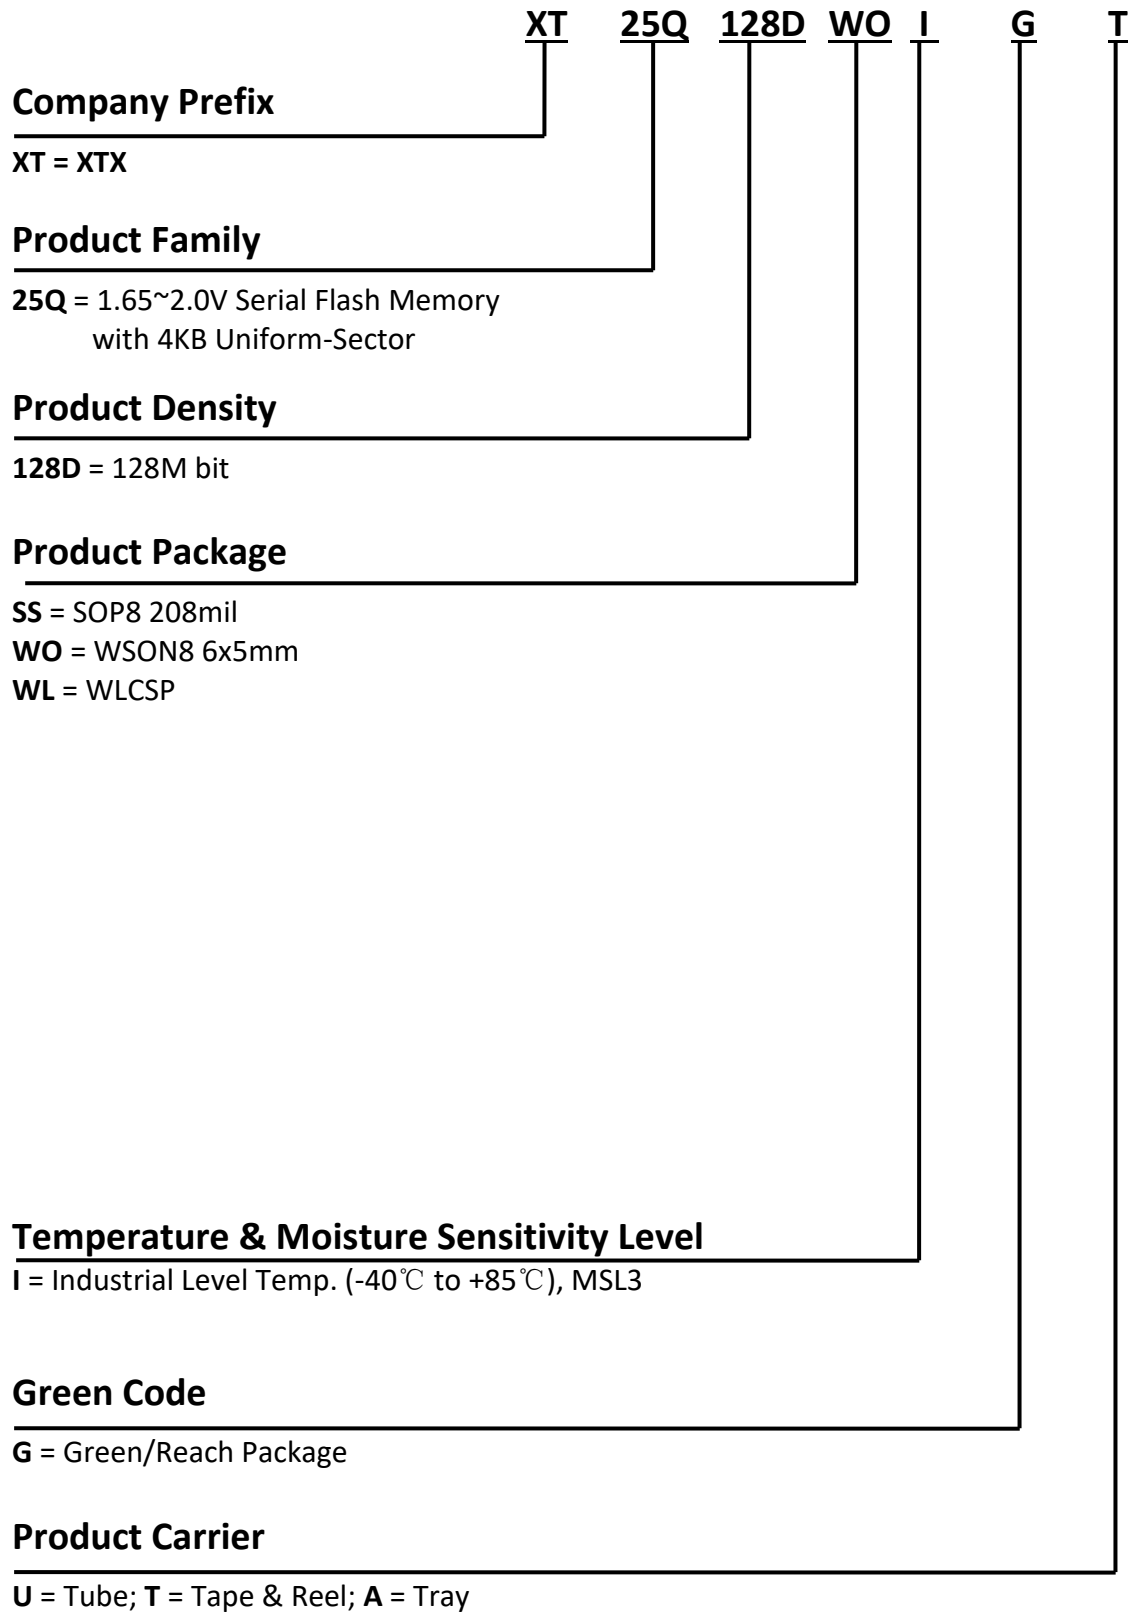 XT 25Q 128D WO I G T
Company Prefix
XT = XTX
Product Family
25Q = 1.65~2.0V Serial Flash Memory
with 4KB Uniform-Sector
Product Density
128D = 128M bit
Product Package
SS = SOP8 208mil
WO = WSON8 6x5mm
WL = WLCSP
Temperature & Moisture Sensitivity Level
I = Industrial Level Temp. (-40℃ to +85℃), MSL3
Green Code
G = Green/Reach Package
Product Carrier
U = Tube; T = Tape & Reel; A = Tray